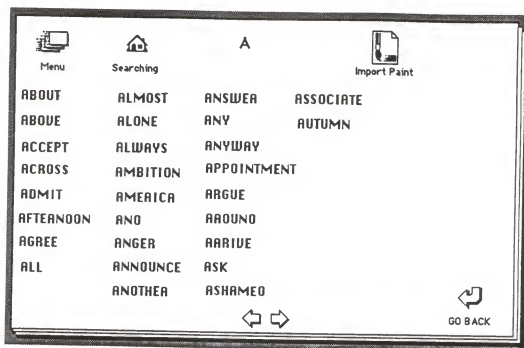 A
Menu
Searching
Import Paint
ABOUT
ABOVE
ACCEPT
ACROSS
ADMIT
AFTERNOON
AGREE
ALL
ALMOST
ALONE
ALWAYS
AMBITION
AMERICA
AND
ANGER
ANNOUNCE
ANOTHER
ANSWER
ANY
ANYWAY
APPOINTMENT
ARGUE
AROUND
ARRIVE
ASK
ASHAMED
ASSOCIATE
AUTUMN
GO BACK